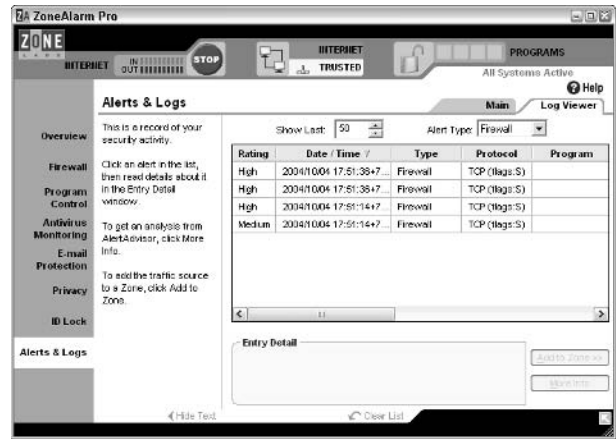 ZoneAlarm Pro
ZONE
LABS
INTERNET
IN
OUT
STOP
INTERNET
TRUSTED
PROGRAMS
All Systems Active
Help
Alerts & Logs
Main
Log Viewer
Overview
Firewall
Program
Control
Antivirus
Monitoring
E-mail
Protection
Privacy
ID Lock
Alerts & Logs
This is a record of your
security activity.
Click an alert in the list,
then read details about it
in the Entry Detail
window.
To get an analysis from
AlertAdvisor, click More
Info.
To add the traffic source
to a Zone, click Add to
Zone.
Show Last: 50
Alert Type: Firewall
Rating Date / Time Type Protocol Program
High 2004/10/04 17:51:36+7... Firewall TCP (flags:S)
High 2004/10/04 17:51:36+7... Firewall TCP (flags:S)
High 2004/10/04 17:51:14+7... Firewall TCP (flags:S)
Medium 2004/10/04 17:51:14+7... Firewall TCP (flags:S)
Entry Detail
Add to Zone >>
More Info
Hide Text
Clear List